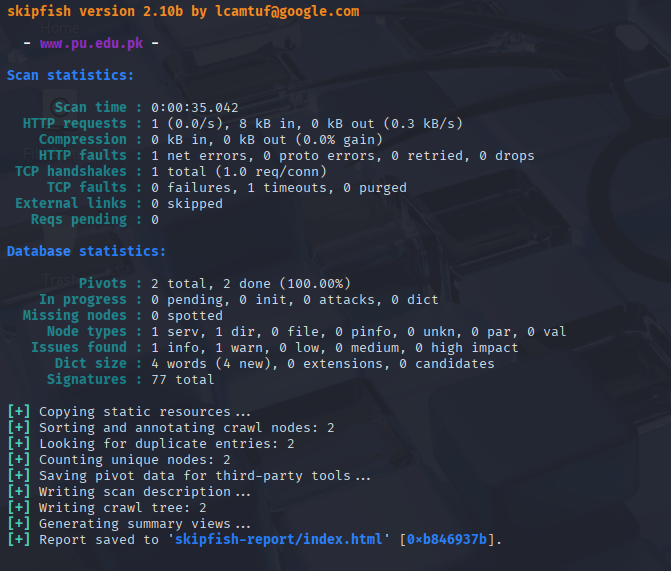 skipfish version 2.10b by lcamtuf@google.com
- www.pu.edu.pk -
Scan statistics:
Scan time : 0:00:35.042
HTTP requests : 1 (0.0/s), 8 kB in, 0 kB out (0.3 kB/s)
Compression : 0 kB in, 0 kB out (0.0% gain)
HTTP faults : 1 net errors, 0 proto errors, 0 retried, 0 drops
TCP handshakes : 1 total (1.0 req/conn)
TCP faults : 0 failures, 1 timeouts, 0 purged
External links : 0 skipped
Reqs pending : 0
Database statistics:
Pivots : 2 total, 2 done (100.00%)
In progress : 0 pending, 0 init, 0 attacks, 0 dict
Missing nodes : 0 spotted
Node types : 1 serv, 1 dir, 0 file, 0 pinfo, 0 unkn, 0 par, 0 val
Issues found : 1 info, 1 warn, 0 low, 0 medium, 0 high impact
Dict size : 4 words (4 new), 0 extensions, 0 candidates
Signatures : 77 total
[+] Copying static resources...
[+] Sorting and annotating crawl nodes: 2
[+] Looking for duplicate entries: 2
[+] Counting unique nodes: 2
[+] Saving pivot data for third-party tools...
[+] Writing scan description...
[+] Writing crawl tree: 2
[+] Generating summary views...
[+] Report saved to 'skipfish-report/index.html' [0×b846937b].